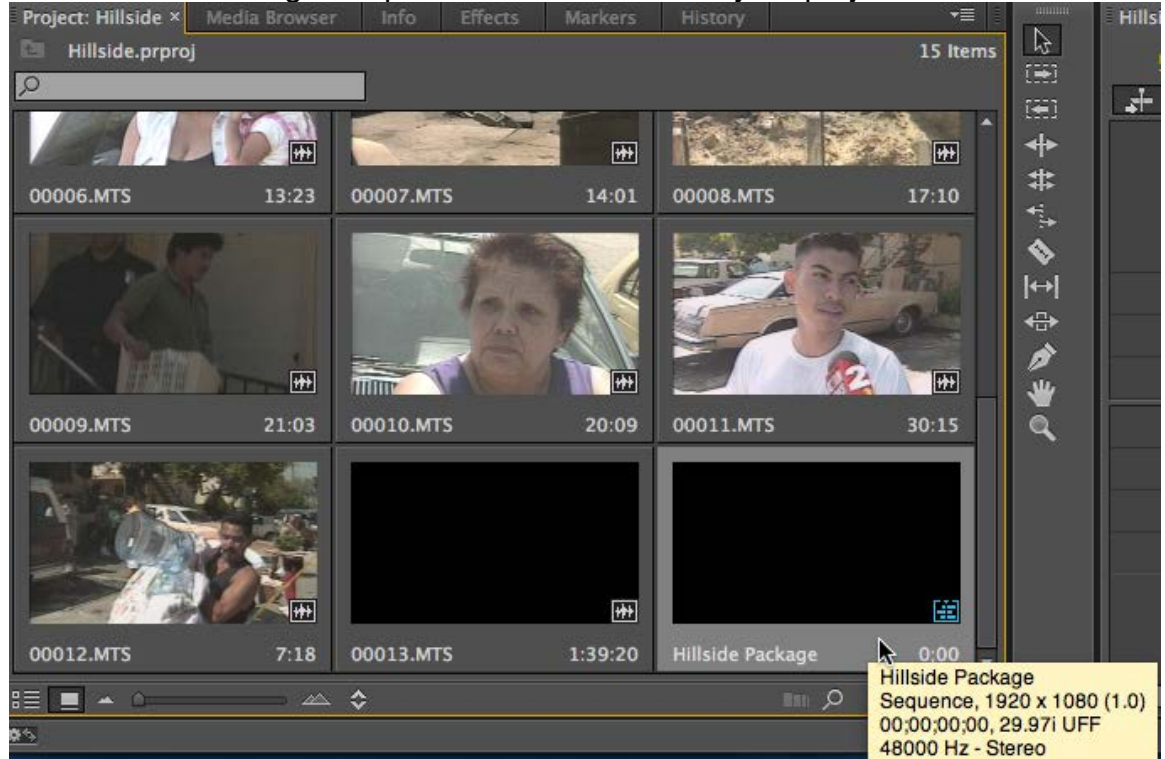 Project: Hillside × Media Browser Info Effects Markers History Hillsi
Hillside.prproj 15 Items
00006.MTS 13:23 00007.MTS 14:01 00008.MTS 17:10
00009.MTS 21:03 00010.MTS 20:09 00011.MTS 30:15
2
00012.MTS 7:18 00013.MTS 1:39:20 Hillside Package 0:00
Hillside Package
Sequence, 1920 x 1080 (1.0)
00;00;00;00, 29.97i UFF
48000 Hz - Stereo